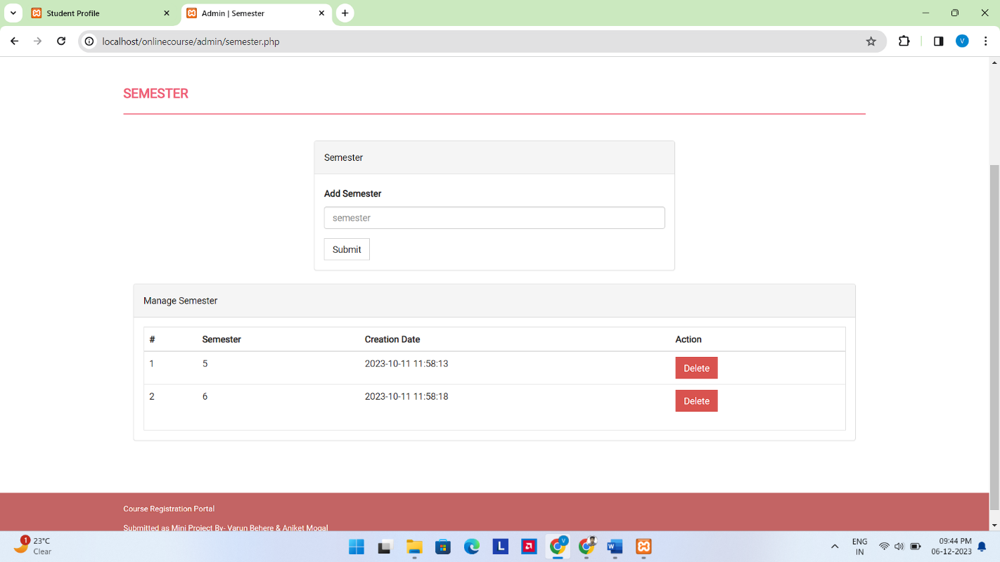 Student Profile
Admin | Semester
localhost/onlinecourse/admin/semester.php
V
SEMESTER
Semester
Add Semester
semester
Submit
Manage Semester
# Semester Creation Date Action
1 5 2023-10-11 11:58:13 Delete
2 6 2023-10-11 11:58:18 Delete
Course Registration Portal
Submitted as Mini Project By- Varun Behere & Aniket Mogal
1
23°C
Clear
L
V
W
ENG
IN
09:44 PM
06-12-2023